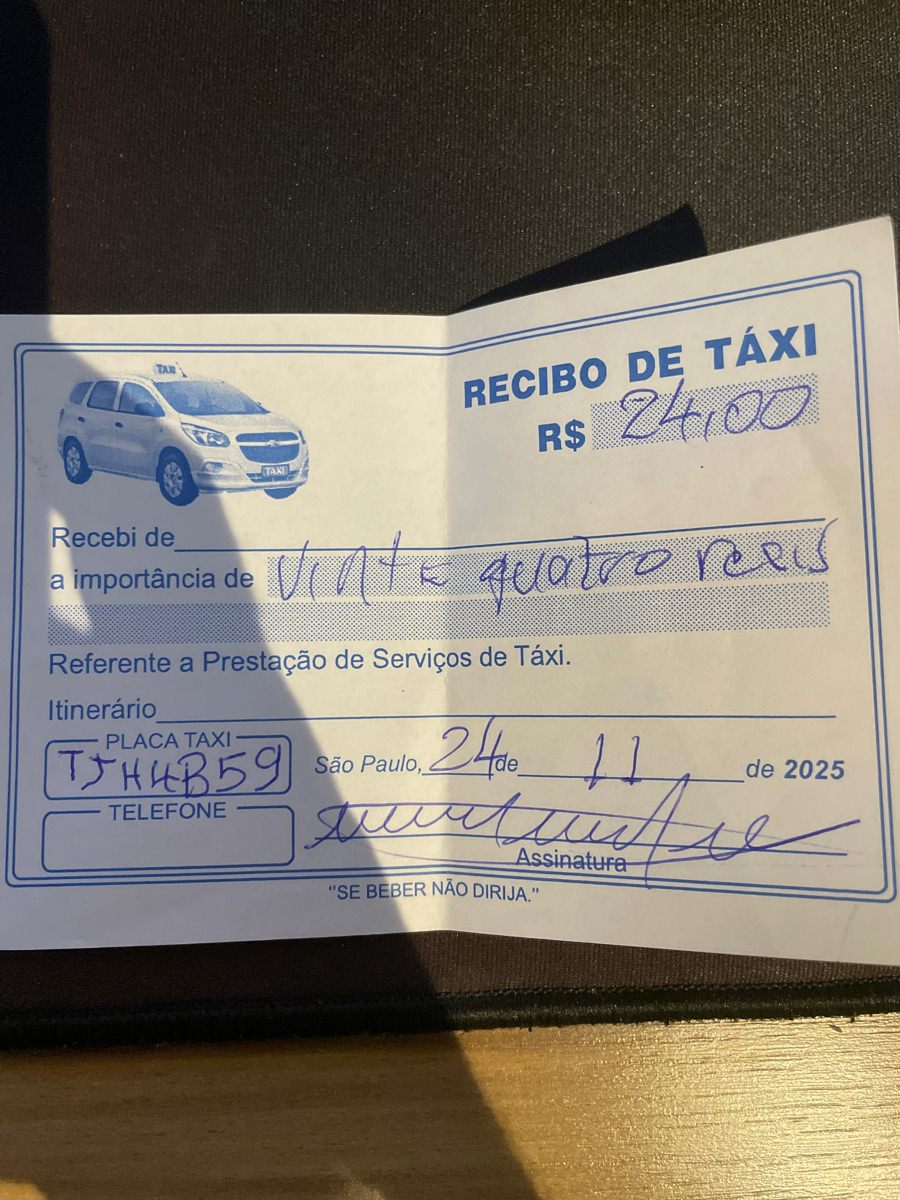 TAXI
TAXI
RECIBO DE TÁXI
R$ 24,00
Recebi de
a importância de vinte quatro reais
Referente a Prestação de Serviços de Táxi.
Itinerário
PLACA TAXI
TJH4B59
São Paulo, 24 de 11 de 2025
TELEFONE
Assinatura
"SE BEBER NÃO DIRIJA."